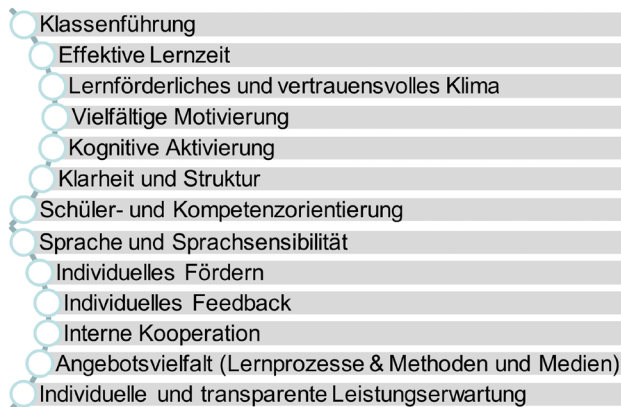 Klassenführung
Effektive Lernzeit
Lernförderliches und vertrauensvolles Klima
Vielfältige Motivierung
Kognitive Aktivierung
Klarheit und Struktur
Schüler- und Kompetenzorientierung
Sprache und Sprachsensibilität
Individuelles Fördern
Individuelles Feedback
Interne Kooperation
Angebotsvielfalt (Lernprozesse & Methoden und Medien)
Individuelle und transparente Leistungserwartung